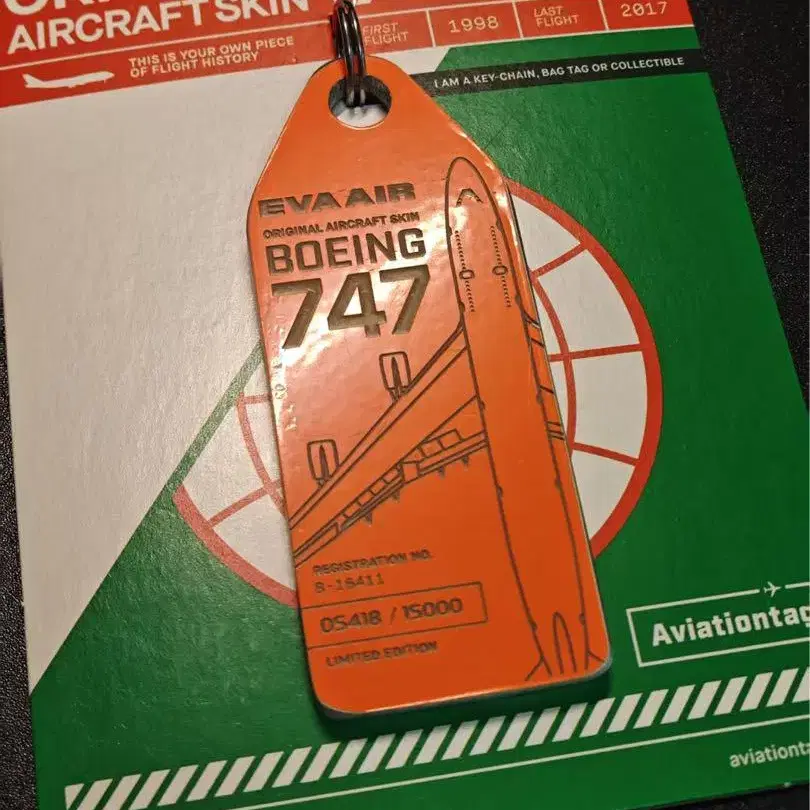 AIRCRAFT SKIN
THIS IS YOUR OWN PIECE
OF FLIGHT HISTORY
FIRST
FLIGHT
1998
LAST
FLIGHT
2017
I AM A KEY-CHAIN, BAG TAG OR COLLECTIBLE
EVA AIR
ORIGINAL AIRCRAFT SKIN
BOEING
747
REGISTRATION NO.
B-16411
05418 / 15000
LIMITED EDITION
Aviationtag
aviationta